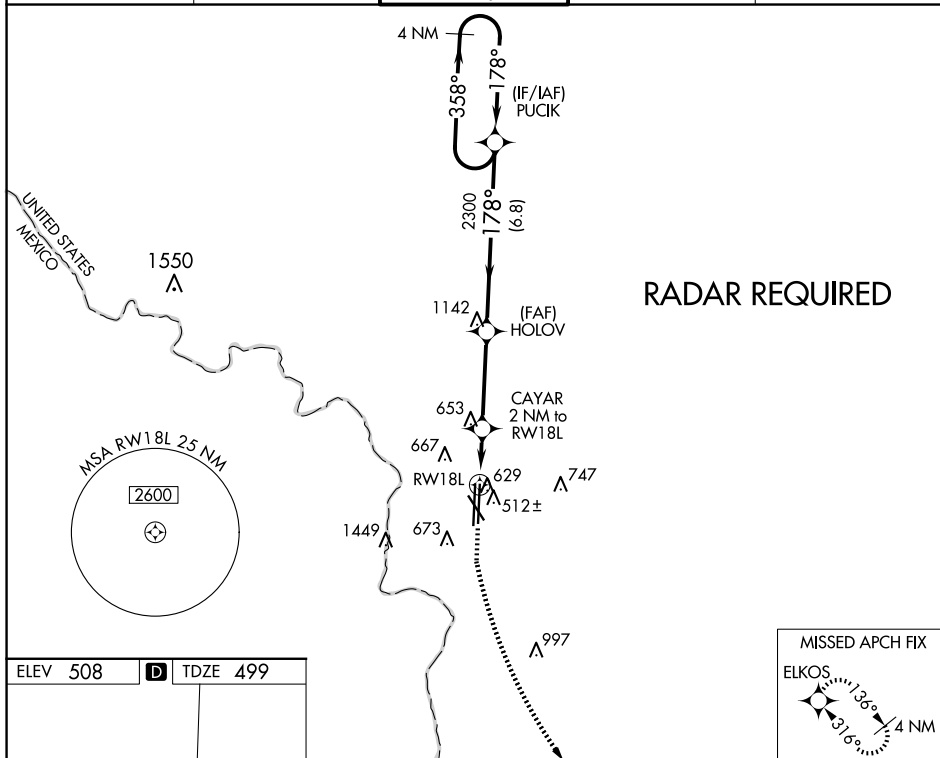 4 NM
358°
178°
(IF/IAF)
PUCIK
2300
178°
(6.8)
UNITED STATES
MEXICO
1550
RADAR REQUIRED
1142
(FAF)
HOLOV
653
CAYAR
2 NM to
RW18L
667
RW18L
629
747
512±
MSA RW18L 25 NM
2600
1449
673
997
ELEV 508
D
TDZE 499
MISSED APCH FIX
ELKOS
136°
316°
4 NM